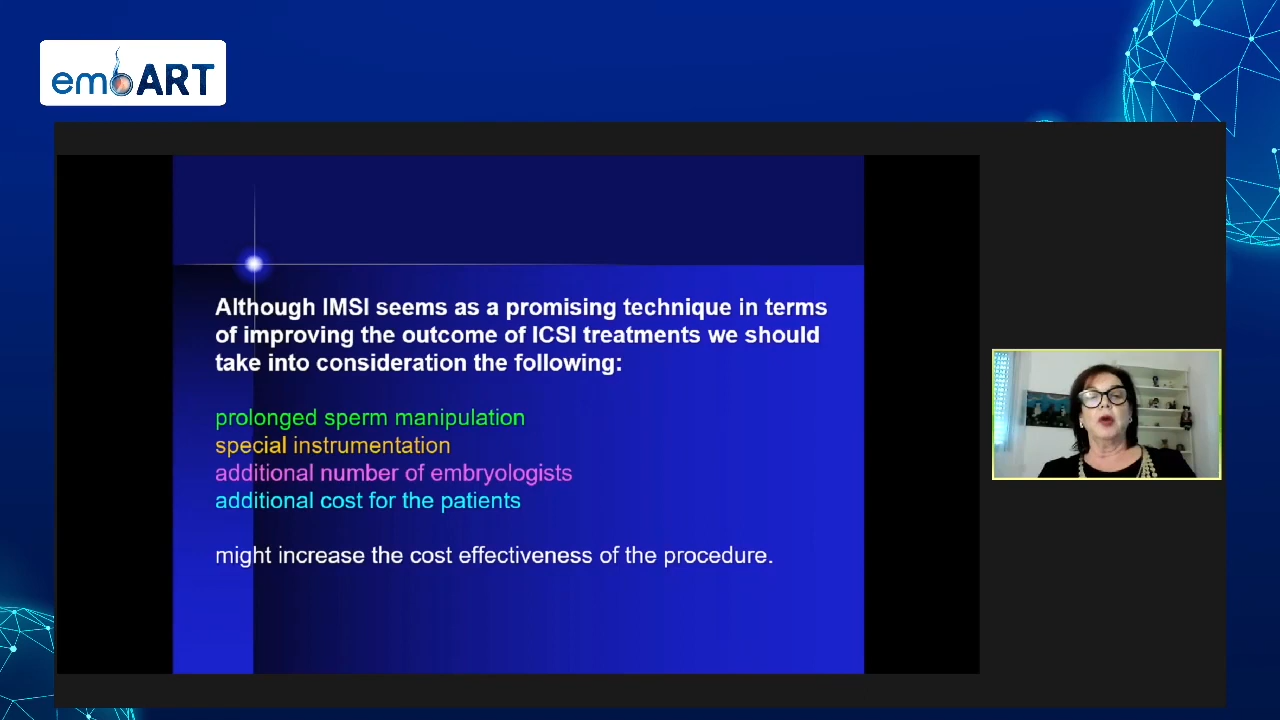 embART
Although IMSI seems as a promising technique in terms
of improving the outcome of ICSI treatments we should
take into consideration the following:
prolonged sperm manipulation
special instrumentation
additional number of embryologists
additional cost for the patients
might increase the cost effectiveness of the procedure.